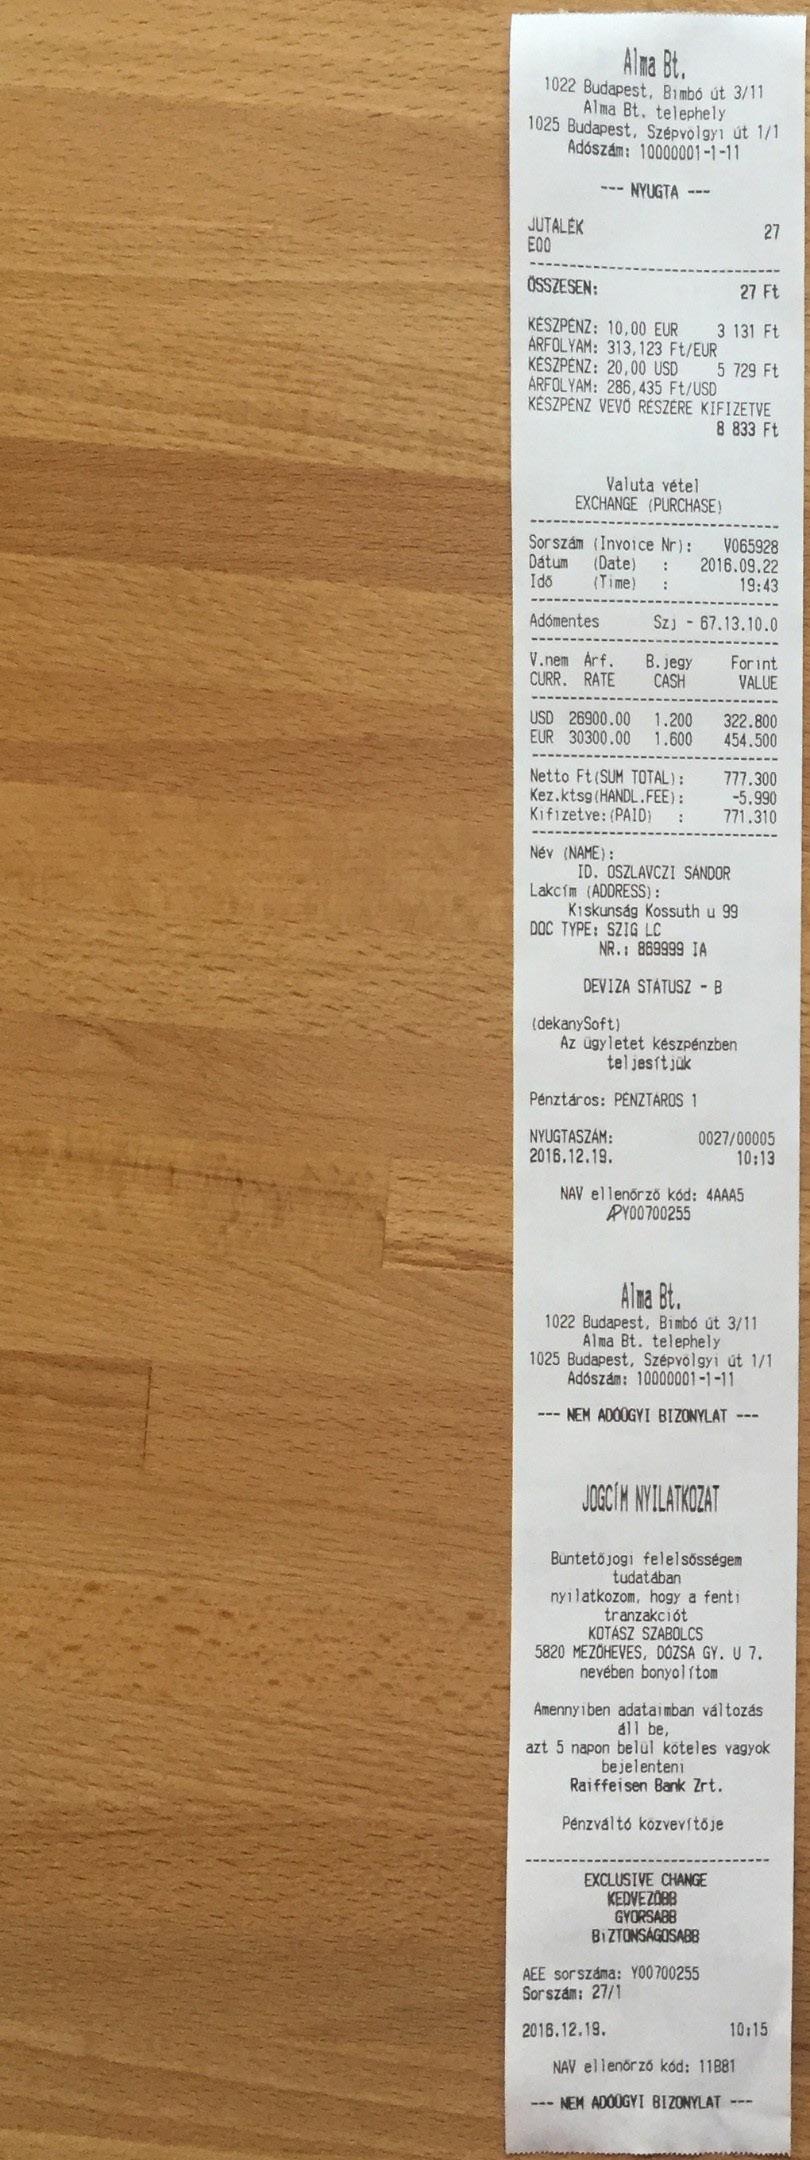 Alma Bt.
1022 Budapest, Bimbó út 3/11
Alma Bt. telephely
1025 Budapest, Szépvölgyi út 1/1
Adószám: 10000001-1-11
--- NYUGTA ---
JUTALÉK 27
E00
ÖSSZESEN: 27 Ft
KÉSZPÉNZ: 10,00 EUR 3 131 Ft
ÁRFOLYAM: 313,123 Ft/EUR
KÉSZPÉNZ: 20,00 USD 5 729 Ft
ÁRFOLYAM: 286,435 Ft/USD
KÉSZPÉNZ VEVŐ RÉSZÉRE KIFIZETVE
8 833 Ft
Valuta vétel
EXCHANGE (PURCHASE)
Sorszám (Invoice Nr): V065928
Dátum (Date) : 2016.09.22
Idő (Time) : 19:43
Adómentes Szj - 67.13.10.0
V.nem Árf. B.jegy Forint
CURR. RATE CASH VALUE
USD 26900.00 1.200 322.800
EUR 30300.00 1.600 454.500
Netto Ft(SUM TOTAL): 777.300
Kez.ktsg(HANDL.FEE): -5.990
Kifizetve:(PAID) : 771.310
Név (NAME):
ID. OSZLAVCZI SÁNDOR
Lakcím (ADDRESS):
Kiskunság Kossuth u 99
DOC TYPE: SZIG LC
NR.: 869999 IA
DEVIZA STÁTUSZ - B
(dekanySoft)
Az ügyletet készpénzben
teljesítjük
Pénztáros: PÉNZTÁROS 1
NYUGTASZÁM: 0027/00005
2016.12.19. 10:13
NAV ellenőrző kód: 4AAA5
APY00700255
Alma Bt.
1022 Budapest, Bimbó út 3/11
Alma Bt. telephely
1025 Budapest, Szépvölgyi út 1/1
Adószám: 10000001-1-11
--- NEM ADÓÜGYI BIZONYLAT ---
JOGCÍM NYILATKOZAT
Büntetőjogi felelsősségem
tudatában
nyilatkozom, hogy a fenti
tranzakciót
KOTÁSZ SZABOLCS
5820 MEZŐHEVES, DÓZSA GY. U 7.
nevében bonyolítom
Amennyiben adataimban változás
áll be,
azt 5 napon belül köteles vagyok
bejelenteni
Raiffeisen Bank Zrt.
Pénzváltó közvevítője
EXCLUSIVE CHANGE
KEDVEZŐBB
GYORSABB
BiZTONSÁGOSABB
AEE sorszáma: Y00700255
Sorszám: 27/1
2016.12.19. 10:15
NAV ellenőrző kód: 11B81
--- NEM ADÓÜGYI BIZONYLAT ---